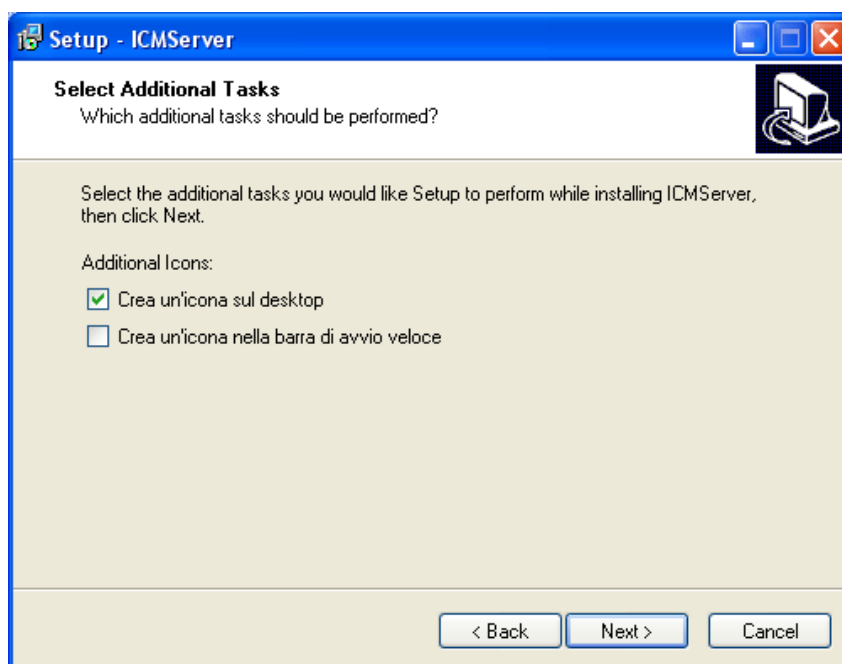 Setup - ICMServer
Select Additional Tasks
Which additional tasks should be performed?
Select the additional tasks you would like Setup to perform while installing ICMServer,
then click Next.
Additional Icons:
Crea un'icona sul desktop
Crea un'icona nella barra di avvio veloce
< Back Next > Cancel